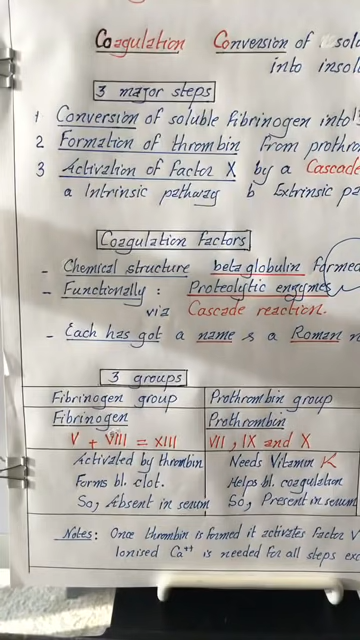 Coagulation Conversion of solu
into insol
3 major steps
1 Conversion of soluble fibrinogen into
2 Formation of thrombin from prothro
3 Activation of factor X by a Cascade
a Intrinsic pathway b Extrinsic pa
Coagulation factors
- Chemical structure beta globulin formed
- Functionally : Proteolytic enzymes
via Cascade reaction.
- Each has got a name & a Roman n
3 groups
Fibrinogen group Prothrombin group
Fibrinogen Prothrombin
V + VIII = XIII VII, IX and X
Activated by thrombin Needs Vitamin K
Forms bl. clot. Helps bl. coagulation
So, Absent in serum So, Present in serum
Notes: Once thrombin is formed it activates factor V
Ionised Ca++ is needed for all steps exc